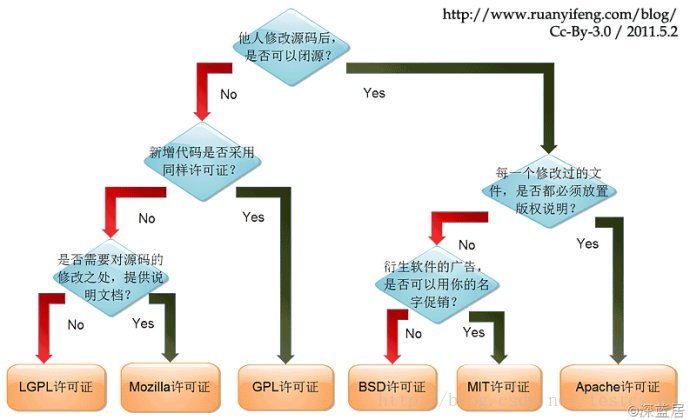 http://www.ruanyifeng.com/blog/
Cc-By-3.0 / 2011.5.2
他人修改源码后，
是否可以闭源？
No
Yes
新增代码是否采用
同样许可证？
每一个修改过的文
件，是否都必须放置
版权说明？
No
Yes
No
Yes
是否需要对源码的
修改之处，提供说
明文档？
衍生软件的广告，
是否可以用你的名
字促销？
No
Yes
No
Yes
LGPL许可证
Mozilla许可证
GPL许可证
BSD许可证
MIT许可证
Apache许可证
@深蓝居